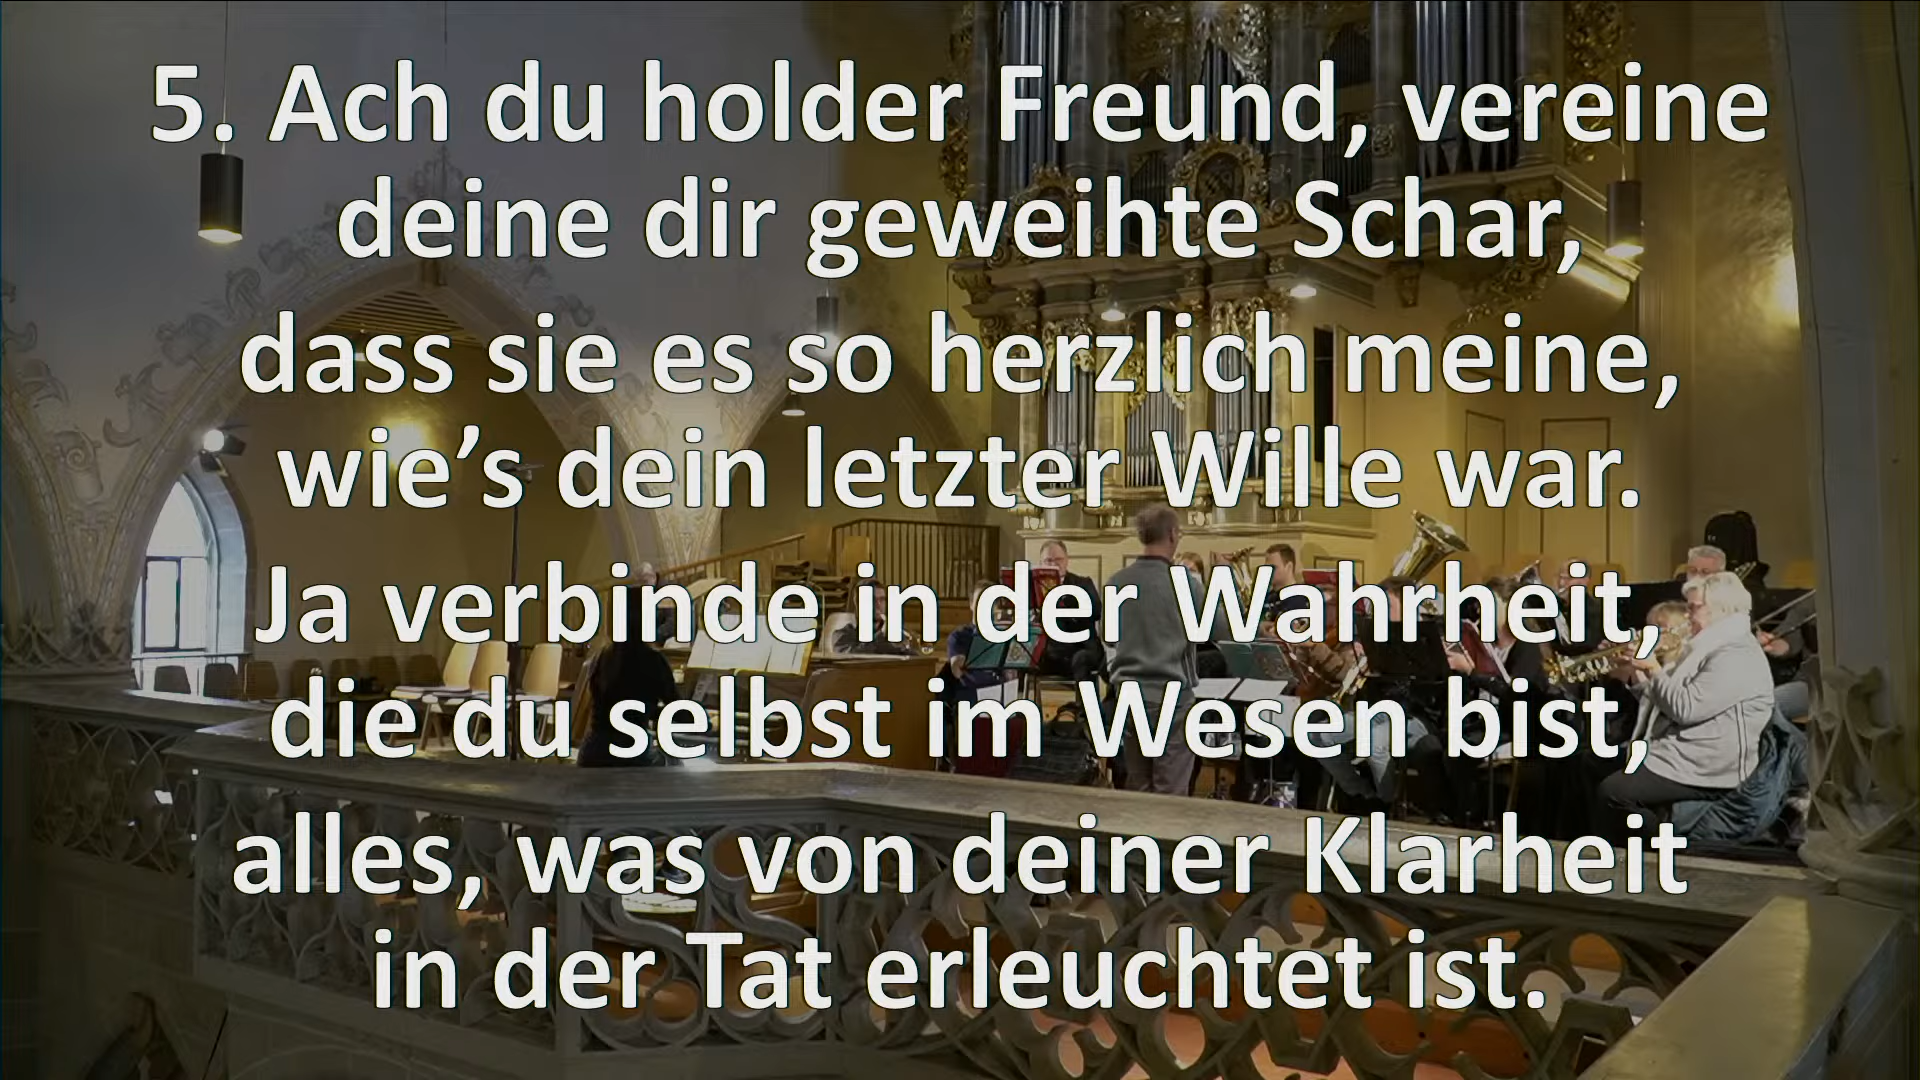 5. Ach du holder Freund, vereine
deine dir geweihte Schar,
dass sie es so herzlich meine,
wie’s dein letzter Wille war.
Ja verbinde in der Wahrheit,
die du selbst im Wesen bist,
alles, was von deiner Klarheit
in der Tat erleuchtet ist.